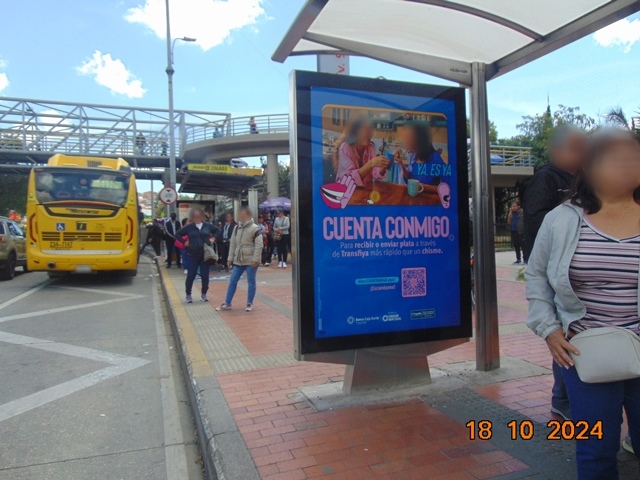 YA, ES YA
CUENTA CONMIGO
Para recibir o enviar plata a través
de Transfiya más rápido que un chisme.
18 10 2024